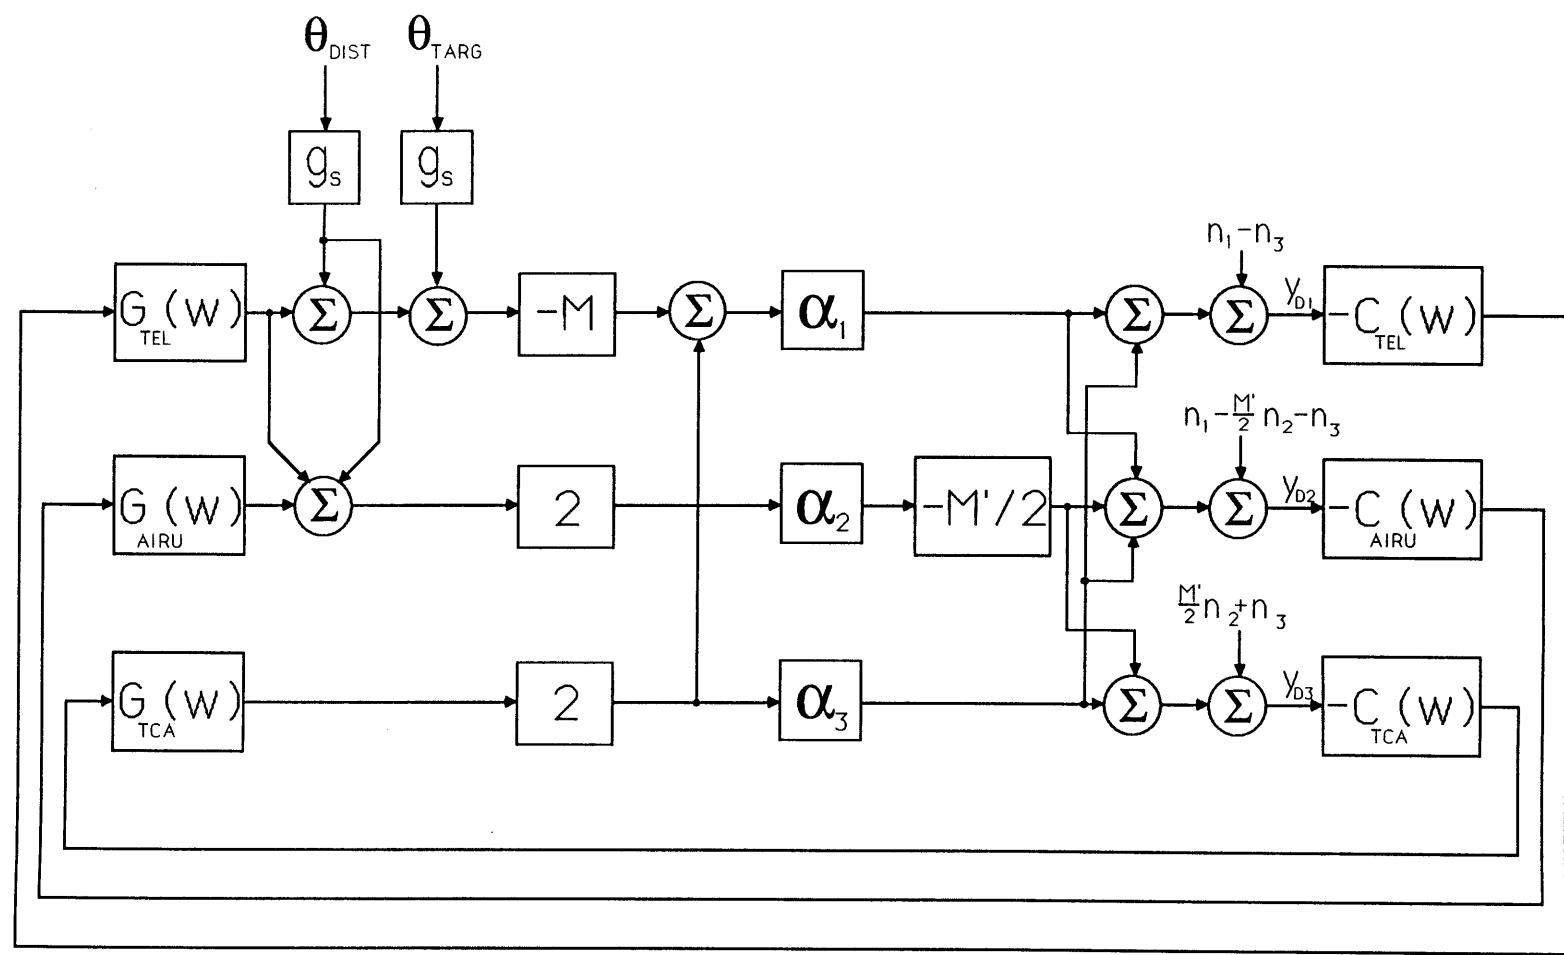 θDIST θTARG
gs gs
n1-n3
GTEL(W) Σ Σ -M Σ α1 Σ Σ yD1 -CTEL(W)
n1-M'/2 n2-n3
GAIRU(W) Σ 2 α2 -M'/2 Σ Σ yD2 -CAIRU(W)
M'/2 n2+n3
GTCA(W) 2 α3 Σ Σ yD3 -CTCA(W)